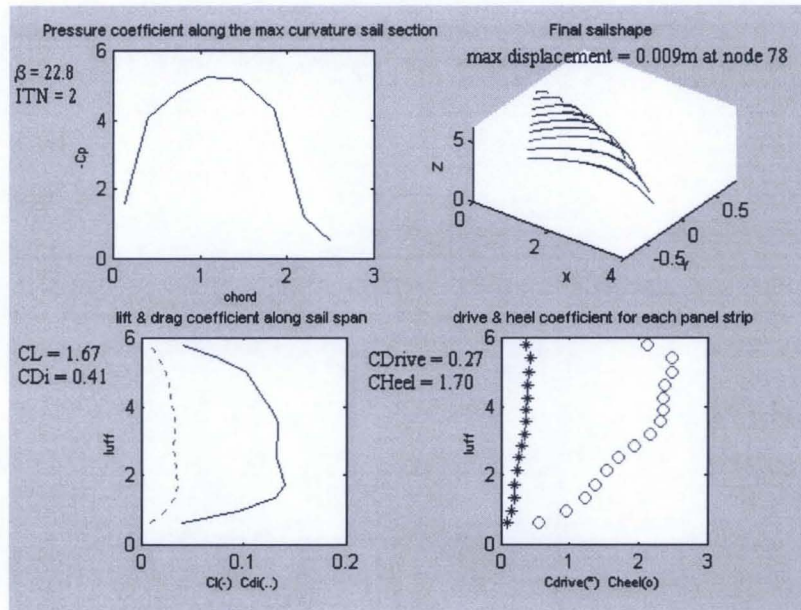 Pressure coefficient along the max curvature sail section
β = 22.8
ITN = 2
6
4
2
0
-Cp
0 1 2 3
chord
Final sailshape
max displacement = 0.009m at node 78
5
0
Z
0
2
4
X
-0.5
0
0.5
Y
lift & drag coefficient along sail span
CL = 1.67
CDi = 0.41
6
4
2
0
luff
0 0.1 0.2
Cl(-) Cdi(..)
drive & heel coefficient for each panel strip
CDrive = 0.27
CHeel = 1.70
6
4
2
0
luff
0 1 2 3
Cdrive(*) Cheel(o)